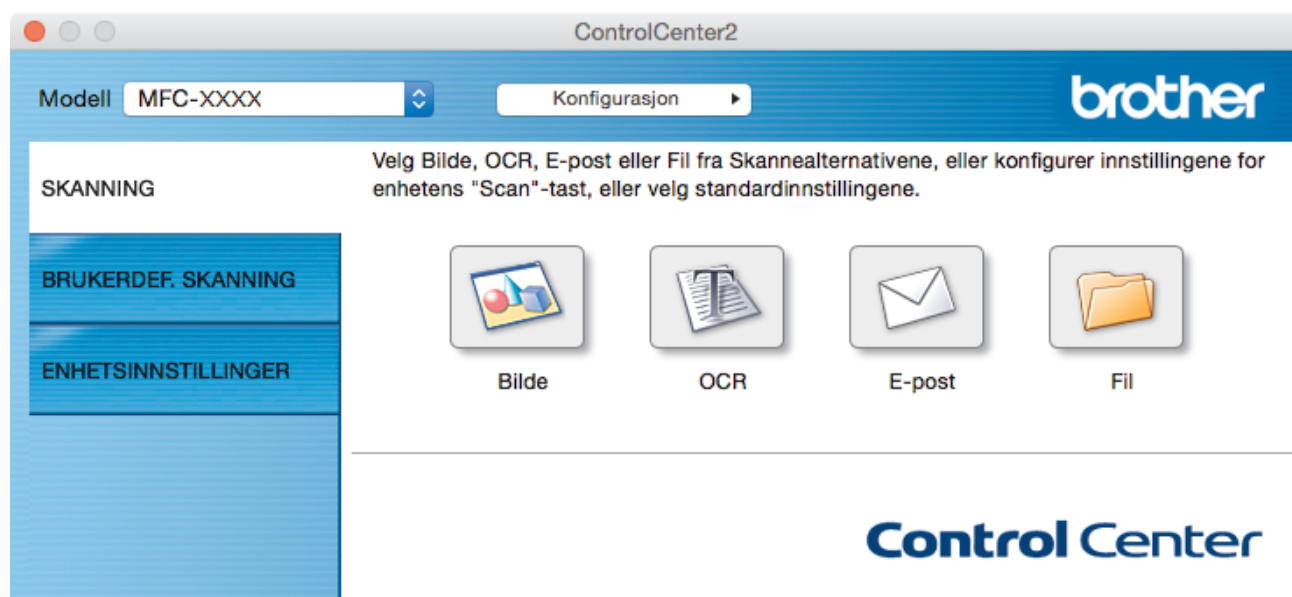 ControlCenter2
Modell MFC-XXXX Konfigurasjon brother
Velg Bilde, OCR, E-post eller Fil fra Skannealternativene, eller konfigurer innstillingene for
enhetens "Scan"-tast, eller velg standardinnstillingene.
SKANNING
BRUKERDEF. SKANNING
ENHETSINNSTILLINGER
Bilde OCR E-post Fil
Control Center